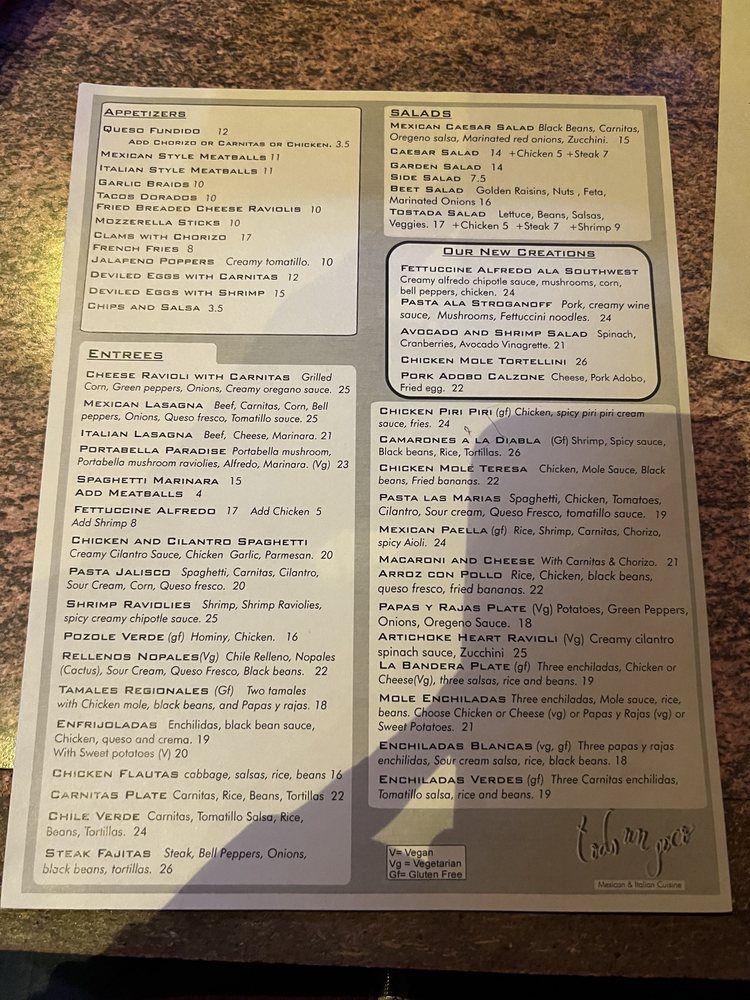 APPETIZERS
QUESO FUNDIDO 12
ADD CHORIZO OR CARNITAS OR CHICKEN. 3.5
MEXICAN STYLE MEATBALLS 11
ITALIAN STYLE MEATBALLS 11
GARLIC BRAIDS 10
TACOS DORADOS 10
FRIED BREADED CHEESE RAVIOLIS 10
MOZZERELLA STICKS 10
CLAMS WITH CHORIZO 17
FRENCH FRIES 8
JALAPENO POPPERS Creamy tomatillo. 10
DEVILED EGGS WITH CARNITAS 12
DEVILED EGGS WITH SHRIMP 15
CHIPS AND SALSA 3.5
ENTREES
CHEESE RAVIOLI WITH CARNITAS Grilled
Corn, Green peppers, Onions, Creamy oregano sauce. 25
MEXICAN LASAGNA Beef, Carnitas, Corn, Bell
peppers, Onions, Queso fresco, Tomatillo sauce. 25
ITALIAN LASAGNA Beef, Cheese, Marinara. 21
PORTABELLA PARADISE Portabella mushroom,
Portabella mushroom raviolies, Alfredo, Marinara. (Vg) 23
SPAGHETTI MARINARA 15
ADD MEATBALLS 4
FETTUCINE ALFREDO 17 Add Chicken 5
Add Shrimp 8
CHICKEN AND CILANTRO SPAGHETTI
Creamy Cilantro Sauce, Chicken Garlic, Parmesan. 20
PASTA JALISCO Spaghetti, Carnitas, Cilantro,
Sour Cream, Corn, Queso fresco. 20
SHRIMP RAVIOLIES Shrimp, Shrimp Raviolies,
spicy creamy chipotle sauce. 25
POZOLE VERDE (gf) Hominy, Chicken. 16
RELLENOS NOPALES(Vg) Chile Relleno, Nopales
(Cactus), Sour Cream, Queso Fresco, Black beans. 22
TAMALES REGIONALES (Gf) Two tamales
with Chicken mole, black beans, and Papas y rajas. 18
ENFRIJOLADAS Enchilidas, black bean sauce,
Chicken, queso and crema. 19
With Sweet potatoes (V) 20
CHICKEN FLAUTAS cabbage, salsas, rice, beans 16
CARNITAS PLATE Carnitas, Rice, Beans, Tortillas 22
CHILE VERDE Carnitas, Tomatillo Salsa, Rice,
Beans, Tortillas. 24
STEAK FAJITAS Steak, Bell Peppers, Onions,
black beans, tortillas. 26
SALADS
MEXICAN CAESAR SALAD Black Beans, Carnitas,
Oregeno salsa, Marinated red onions, Zucchini. 15
CAESAR SALAD 14 +Chicken 5 +Steak 7
GARDEN SALAD 14
SIDE SALAD 7.5
BEET SALAD Golden Raisins, Nuts , Feta,
Marinated Onions 16
TOSTADA SALAD Lettuce, Beans, Salsas,
Veggies. 17 +Chicken 5 +Steak 7 +Shrimp 9
OUR NEW CREATIONS
FETTUCCINE ALFREDO ALA SOUTHWEST
Creamy alfredo chipotle sauce, mushrooms, corn,
bell peppers, chicken. 24
PASTA ALA STROGANOFF Pork, creamy wine
sauce, Mushrooms, Fettuccini noodles. 24
AVOCADO AND SHRIMP SALAD Spinach,
Cranberries, Avocado Vinagrette. 21
CHICKEN MOLE TORTELLINI 26
PORK ADOBO CALZONE Cheese, Pork Adobo,
Fried egg. 22
CHICKEN PIRI PIRI (gf) Chicken, spicy piri piri cream
sauce, fries. 24
CAMARONES A LA DIABLA (Gf) Shrimp, Spicy sauce,
Black beans, Rice, Tortillas. 26
CHICKEN MOLE TERESA Chicken, Mole Sauce, Black
beans, Fried bananas. 22
PASTA LAS MARIAS Spaghetti, Chicken, Tomatoes,
Cilantro, Sour cream, Queso Fresco, tomatillo sauce. 19
MEXICAN PAELLA (gf) Rice, Shrimp, Carnitas, Chorizo,
spicy Aioli. 24
MACARONI AND CHEESE With Carnitas & Chorizo. 21
ARROZ CON POLLO Rice, Chicken, black beans,
queso fresco, fried bananas. 22
PAPAS Y RAJAS PLATE (Vg) Potatoes, Green Peppers,
Onions, Oregeno Sauce. 18
ARTICHOKE HEART RAVIOLI (Vg) Creamy cilantro
spinach sauce, Zucchini 25
LA BANDERA PLATE (gf) Three enchiladas, Chicken or
Cheese(Vg), three salsas, rice and beans. 19
MOLE ENCHILADAS Three enchiladas, Mole sauce, rice,
beans. Choose Chicken or Cheese (vg) or Papas y Rajas (vg) or
Sweet Potatoes. 21
ENCHILADAS BLANCAS (vg, gf) Three papas y rajas
enchilidas, Sour cream salsa, rice, black beans. 18
ENCHILADAS VERDES (gf) Three Carnitas enchilidas,
Tomatillo salsa, rice and beans. 19
V= Vegan
Vg = Vegetarian
Gf= Gluten Free
todo un poco
Mexican & Italian Cuisine